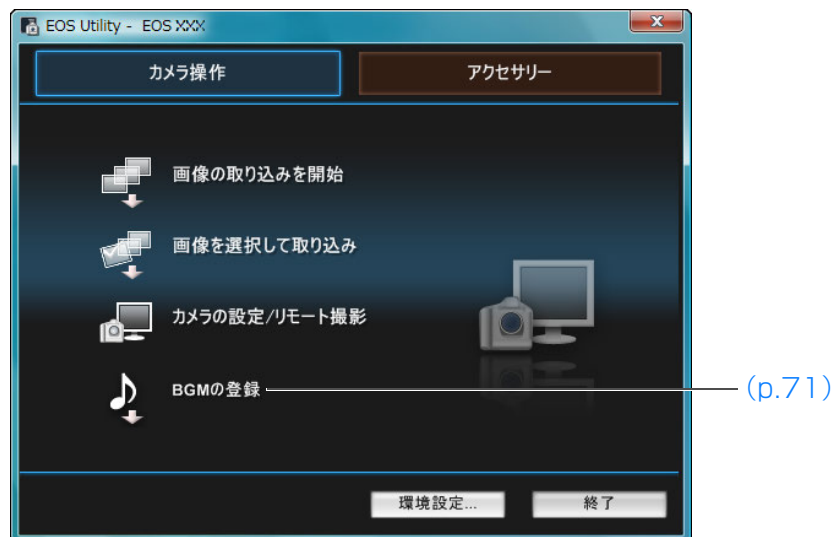 EOS Utility - EOS XXX
カメラ操作
アクセサリー
画像の取り込みを開始
画像を選択して取り込み
カメラの設定/リモート撮影
BGMの登録
(p.71)
環境設定...
終了